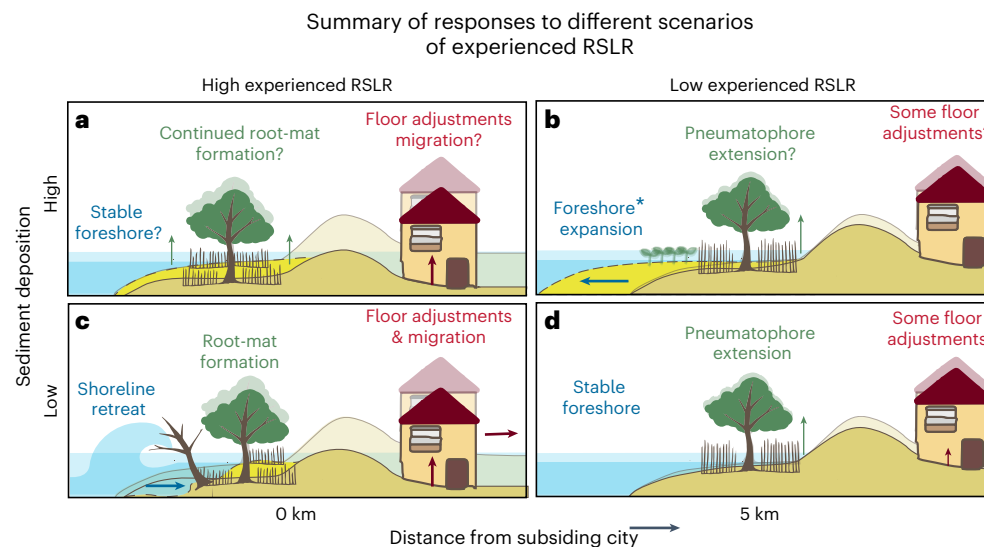 Summary of responses to different scenarios
of experienced RSLR
High experienced RSLR
Low experienced RSLR
Sediment deposition
High
Low
a
Continued root-mat
formation?
Floor adjustments
migration?
Stable
foreshore?
b
Pneumatophore
extension?
Some floor
adjustments?
Foreshore*
expansion
c
Root-mat
formation
Floor adjustments
& migration
Shoreline
retreat
d
Pneumatophore
extension
Some floor
adjustments
Stable
foreshore
0 km
5 km
Distance from subsiding city